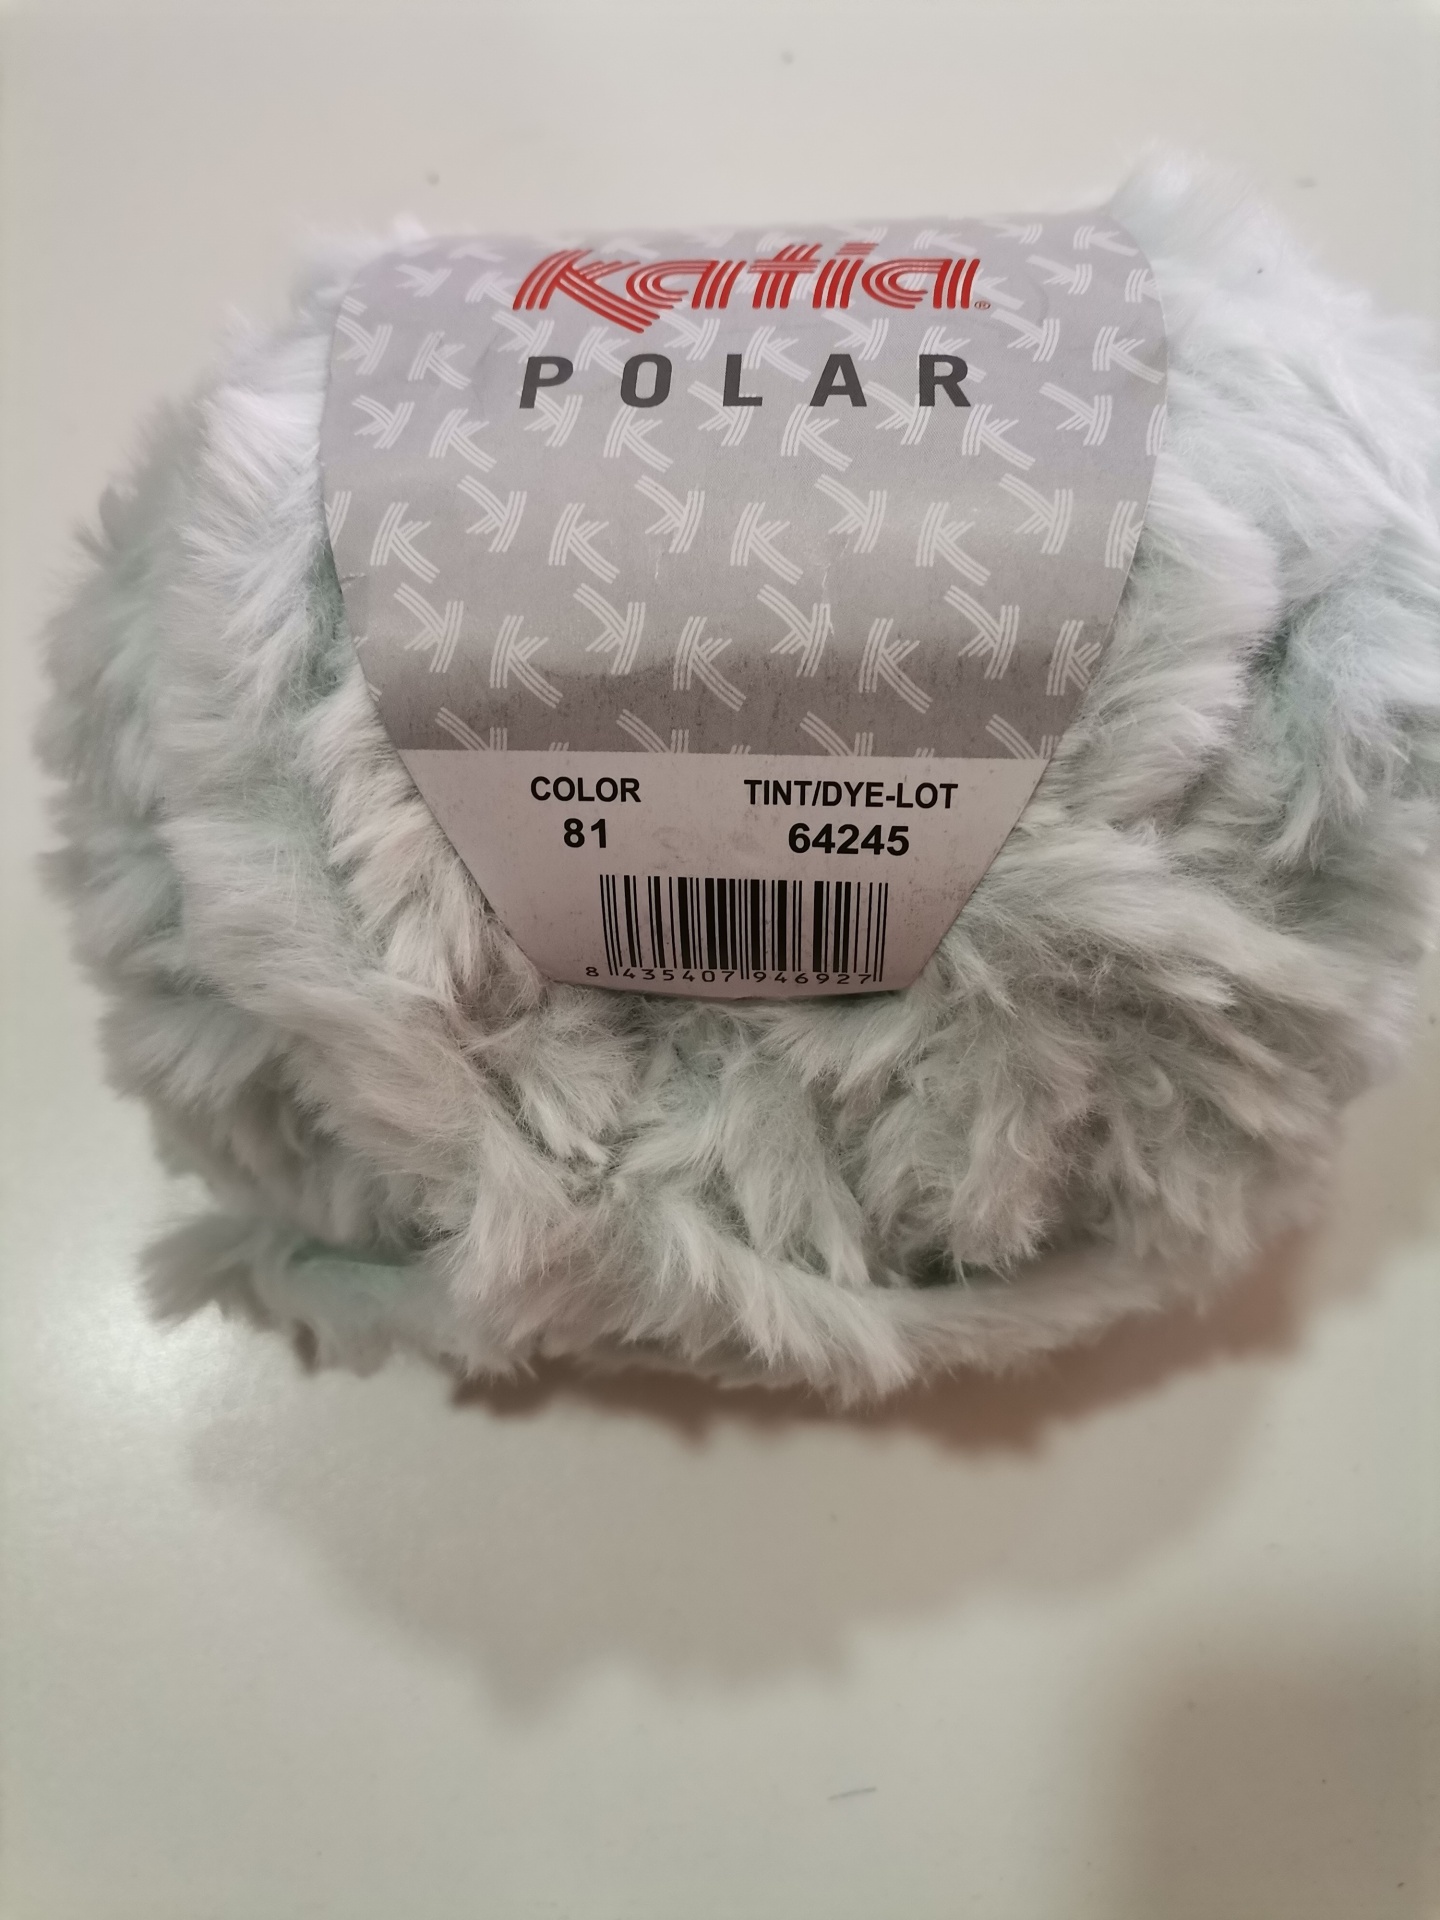 Katia®
POLAR
COLOR TINT/DYE-LOT
81 64245
8 435407 946927